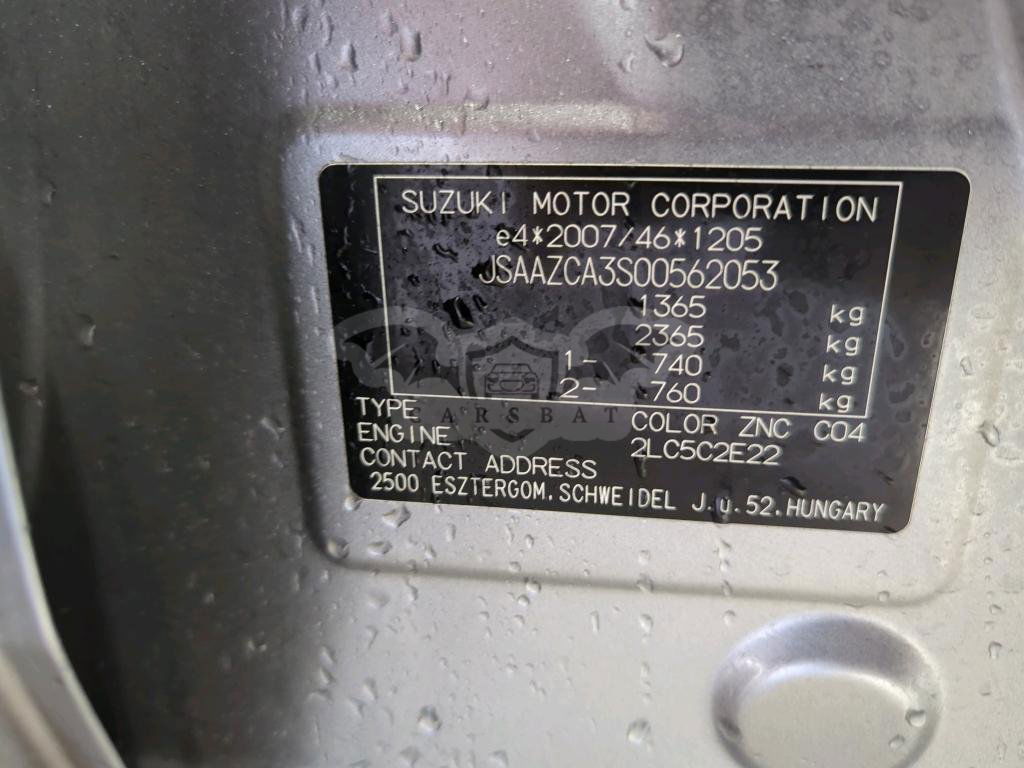 SUZUKI MOTOR CORPORATION
e4*2007/46*1205
JSAAZCA3S00562053
1365 kg
2365 kg
1- 740 kg
2- 760 kg
TYPE COLOR ZNC C04
ENGINE 2LC5C2E22
CONTACT ADDRESS
2500 ESZTERGOM.SCHWEIDEL J.u.52.HUNGARY
CARSBAT